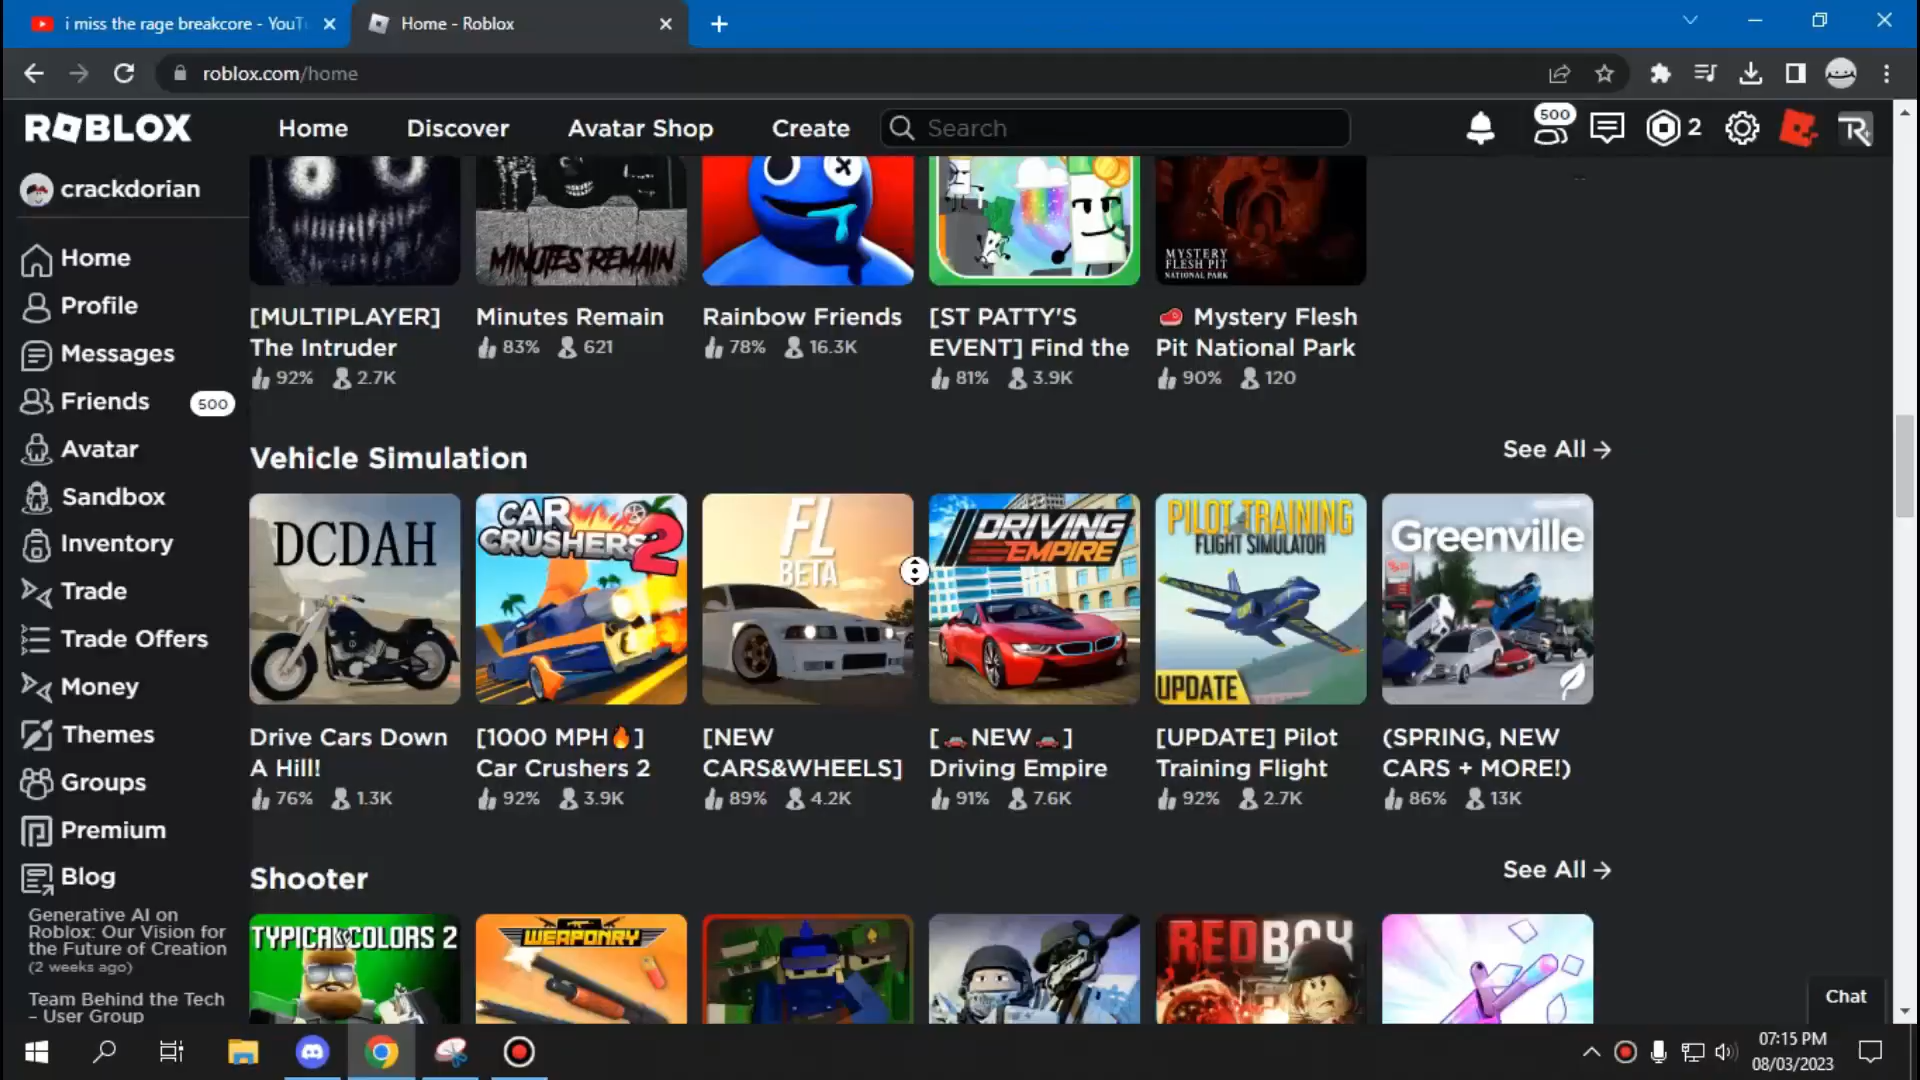 i miss the rage breakcore - YouT
Home - Roblox
roblox.com/home
ROBLOX
Home
Discover
Avatar Shop
Create
Search
500
2
crackdorian
Home
Profile
Messages
Friends
500
Avatar
Sandbox
Inventory
Trade
Trade Offers
Money
Themes
Groups
Premium
Blog
Generative AI on
Roblox: Our Vision for
the Future of Creation
(2 weeks ago)
Team Behind the Tech
- User Group
MINUTES REMAIN
MYSTERY
FLESH PIT
NATIONAL PARK
[MULTIPLAYER]
The Intruder
92% 2.7K
Minutes Remain
83% 621
Rainbow Friends
78% 16.3K
[ST PATTY'S
EVENT] Find the
81% 3.9K
🥩 Mystery Flesh
Pit National Park
90% 120
Vehicle Simulation
See All →
DCDAH
CAR
CRUSHERS 2
FL
BETA
DRIVING
EMPIRE
PILOT TRAINING
FLIGHT SIMULATOR
UPDATE
Greenville
Drive Cars Down
A Hill!
76% 1.3K
[1000 MPH🔥]
Car Crushers 2
92% 3.9K
[NEW
CARS&WHEELS]
89% 4.2K
[🚗NEW🚗]
Driving Empire
91% 7.6K
[UPDATE] Pilot
Training Flight
92% 2.7K
(SPRING, NEW
CARS + MORE!)
86% 13K
Shooter
See All →
TYPICAL COLORS 2
WEAPONRY
REDBOX
Chat
07:15 PM
08/03/2023